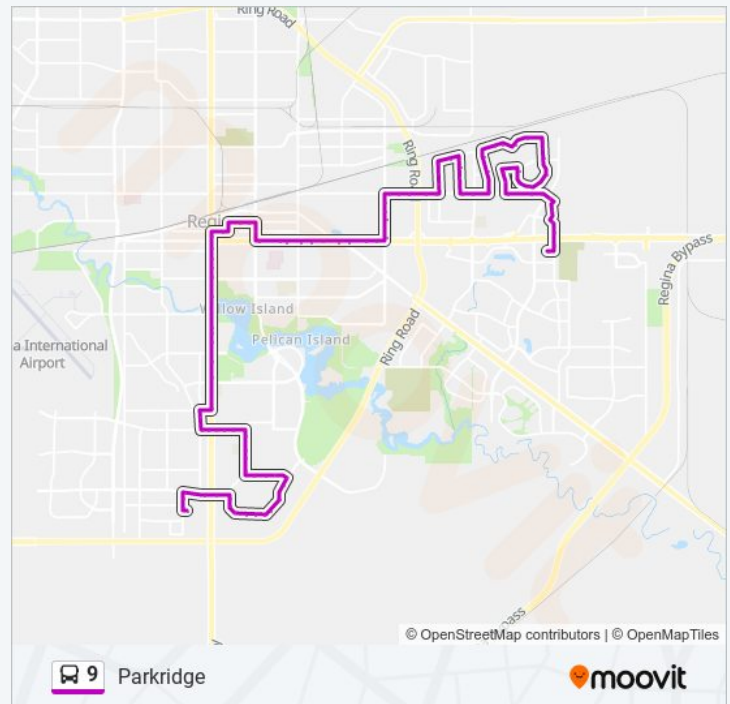 Ring Road
Ring Road
Regina
Regina Bypass
Willow Island
Pelican Island
a International
Airport
Ring Road
© OpenStreetMap contributors | © OpenMapTiles
9 Parkridge
moovit